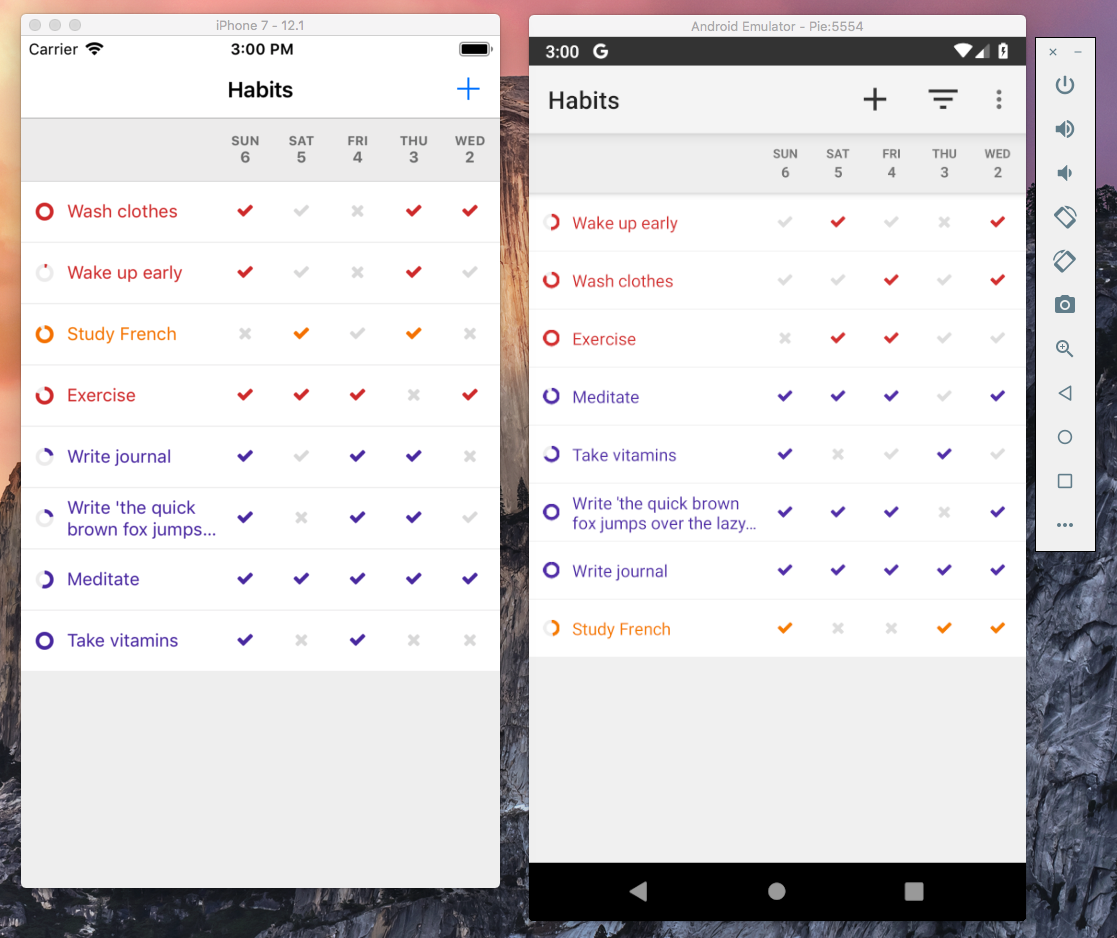 iPhone 7 - 12.1
Carrier
3:00 PM
Habits
SUN SAT FRI THU WED
6 5 4 3 2
Wash clothes
Wake up early
Study French
Exercise
Write journal
Write 'the quick
brown fox jumps...
Meditate
Take vitamins
Android Emulator - Pie:5554
3:00 G
Habits
SUN SAT FRI THU WED
6 5 4 3 2
Wake up early
Wash clothes
Exercise
Meditate
Take vitamins
Write 'the quick brown
fox jumps over the lazy...
Write journal
Study French